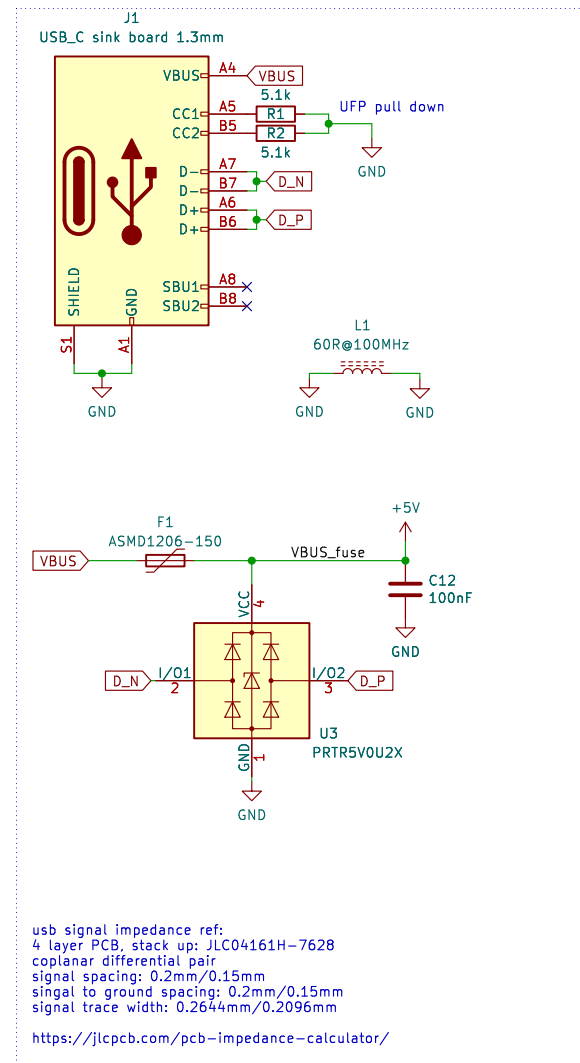 J1
USB_C sink board 1.3mm
VBUS A4 VBUS
5.1k
CC1 A5 R1 UFP pull down
CC2 B5 R2
5.1k
GND
D- A7
D- B7 D_N
D+ A6
D+ B6 D_P
SBU1 A8
SBU2 B8
SHIELD GND
S1 A1
GND
L1
60R@100MHz
GND GND
F1
ASMD1206-150
+5V
VBUS VBUS_fuse
C12
100nF
GND
VCC 4
D_N I/O1 2
I/O2 3 D_P
U3
PRTR5V0U2X
GND 1
GND
usb signal impedance ref:
4 layer PCB, stack up: JLC04161H-7628
coplanar differential pair
signal spacing: 0.2mm/0.15mm
singal to ground spacing: 0.2mm/0.15mm
signal trace width: 0.2644mm/0.2096mm
https://jlcpcb.com/pcb-impedance-calculator/